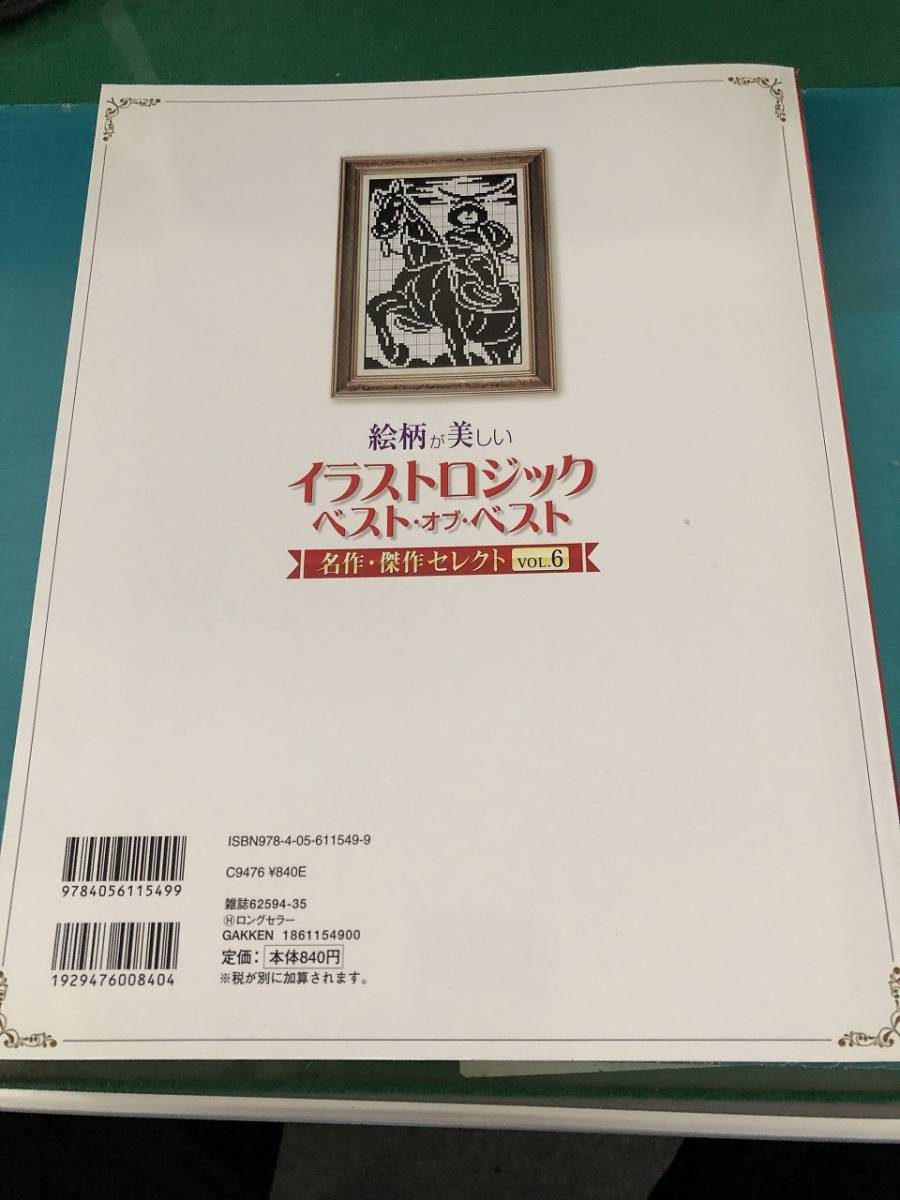 絵柄が美しい
イラストロジック
ベスト・オブ・ベスト
名作・傑作セレクト VOL.6
ISBN978-4-05-611549-9
9784056115499
C9476 ¥840E
雑誌62594-35
Ⓗロングセラー
GAKKEN 1861154900
定価：本体840円
※税が別に加算されます。
1929476008404